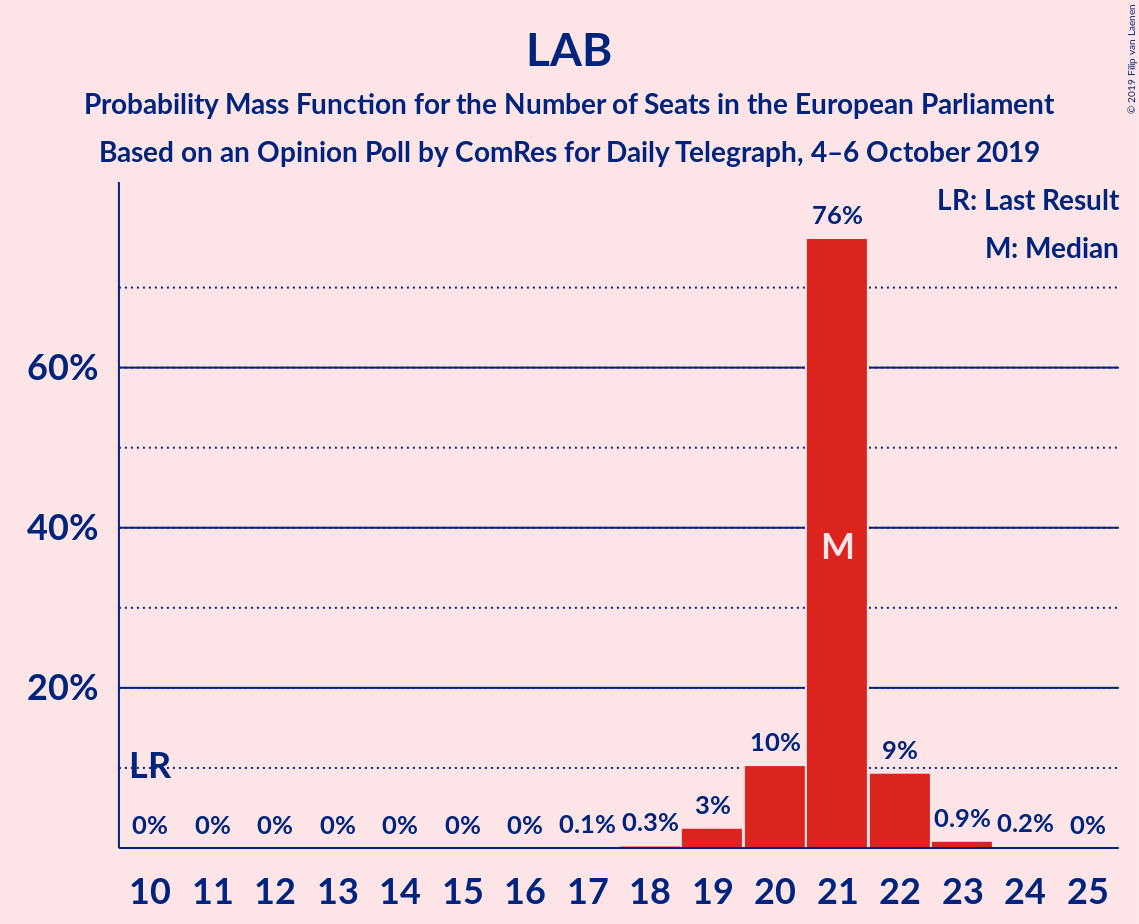 LAB
Probability Mass Function for the Number of Seats in the European Parliament
Based on an Opinion Poll by ComRes for Daily Telegraph, 4–6 October 2019
© 2019 Filip van Laenen
LR: Last Result
M: Median
76%
60%
40%
M
20%
10%
9%
LR
3%
0% 0% 0% 0% 0% 0% 0% 0.1% 0.3% 0.9% 0.2% 0%
10 11 12 13 14 15 16 17 18 19 20 21 22 23 24 25